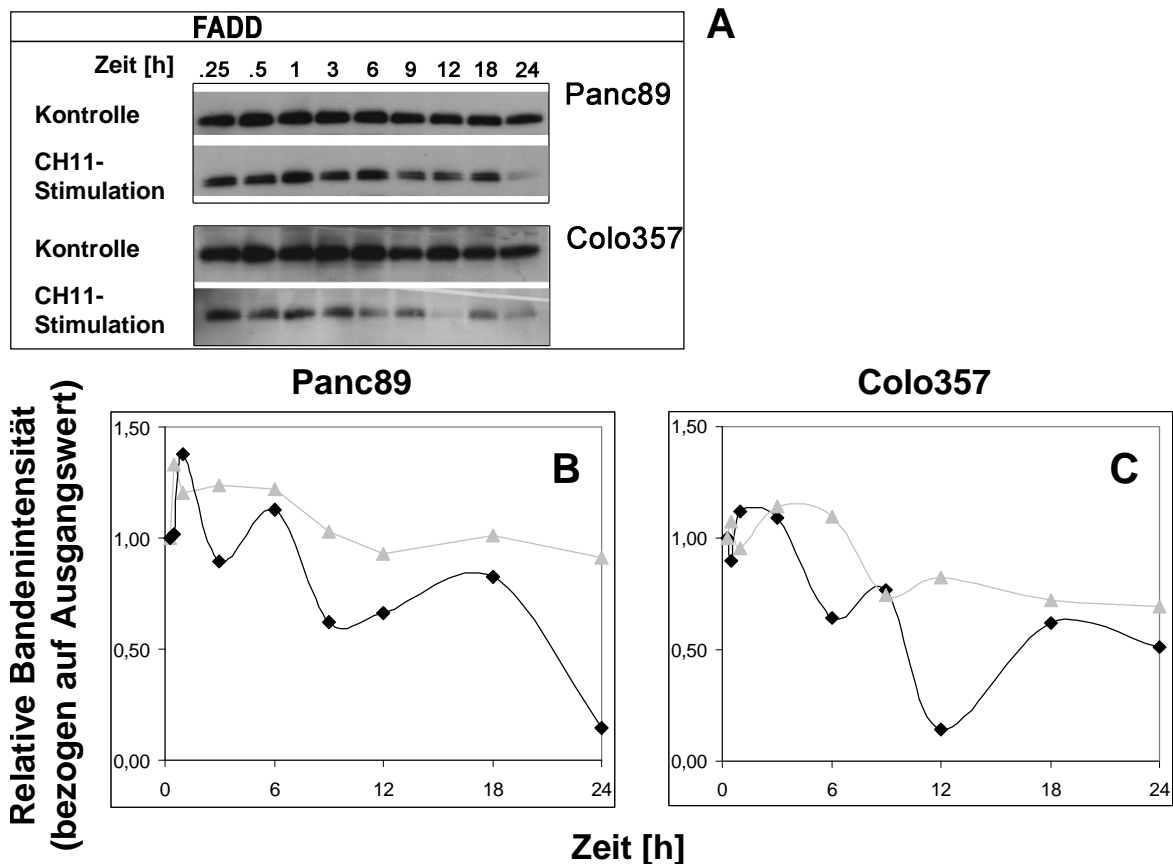 FADD
A
Zeit [h] .25 .5 1 3 6 9 12 18 24
Panc89
Kontrolle
CH11-
Stimulation
Colo357
Kontrolle
CH11-
Stimulation
Panc89
Colo357
Relative Bandenintensität
(bezogen auf Ausgangswert)
1,50
1,00
0,50
0,00
B
0 6 12 18 24
1,50
1,00
0,50
0,00
C
0 6 12 18 24
Zeit [h]